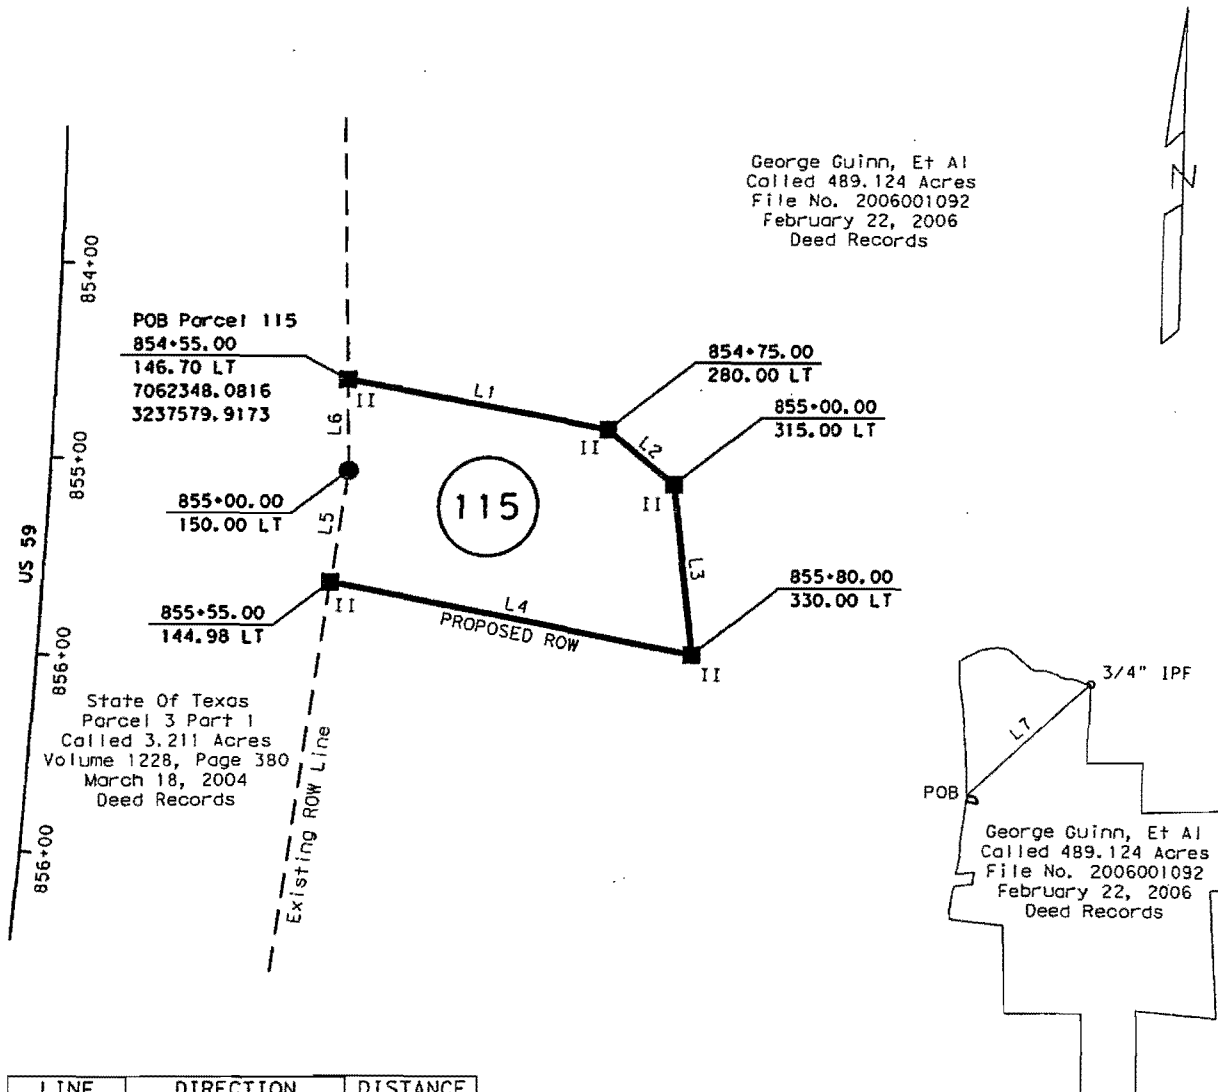 George Guinn, Et Al
Called 489.124 Acres
File No. 2006001092
February 22, 2006
Deed Records
N
854+00
POB Parcel 115
854+55.00
146.70 LT
7062348.0816
3237579.9173
II
L1
854+75.00
280.00 LT
II
L2
855+00.00
315.00 LT
II
L6
855+00
855+00.00
150.00 LT
L5
115
L3
US 59
855+55.00
144.98 LT
II
L4
PROPOSED ROW
855+80.00
330.00 LT
II
856+00
State Of Texas
Parcel 3 Part 1
Called 3.211 Acres
Volume 1228, Page 380
March 18, 2004
Deed Records
Existing ROW Line
856+00
3/4" IPF
L7
POB
George Guinn, Et Al
Called 489.124 Acres
File No. 2006001092
February 22, 2006
Deed Records
LINE DIRECTION DISTANCE